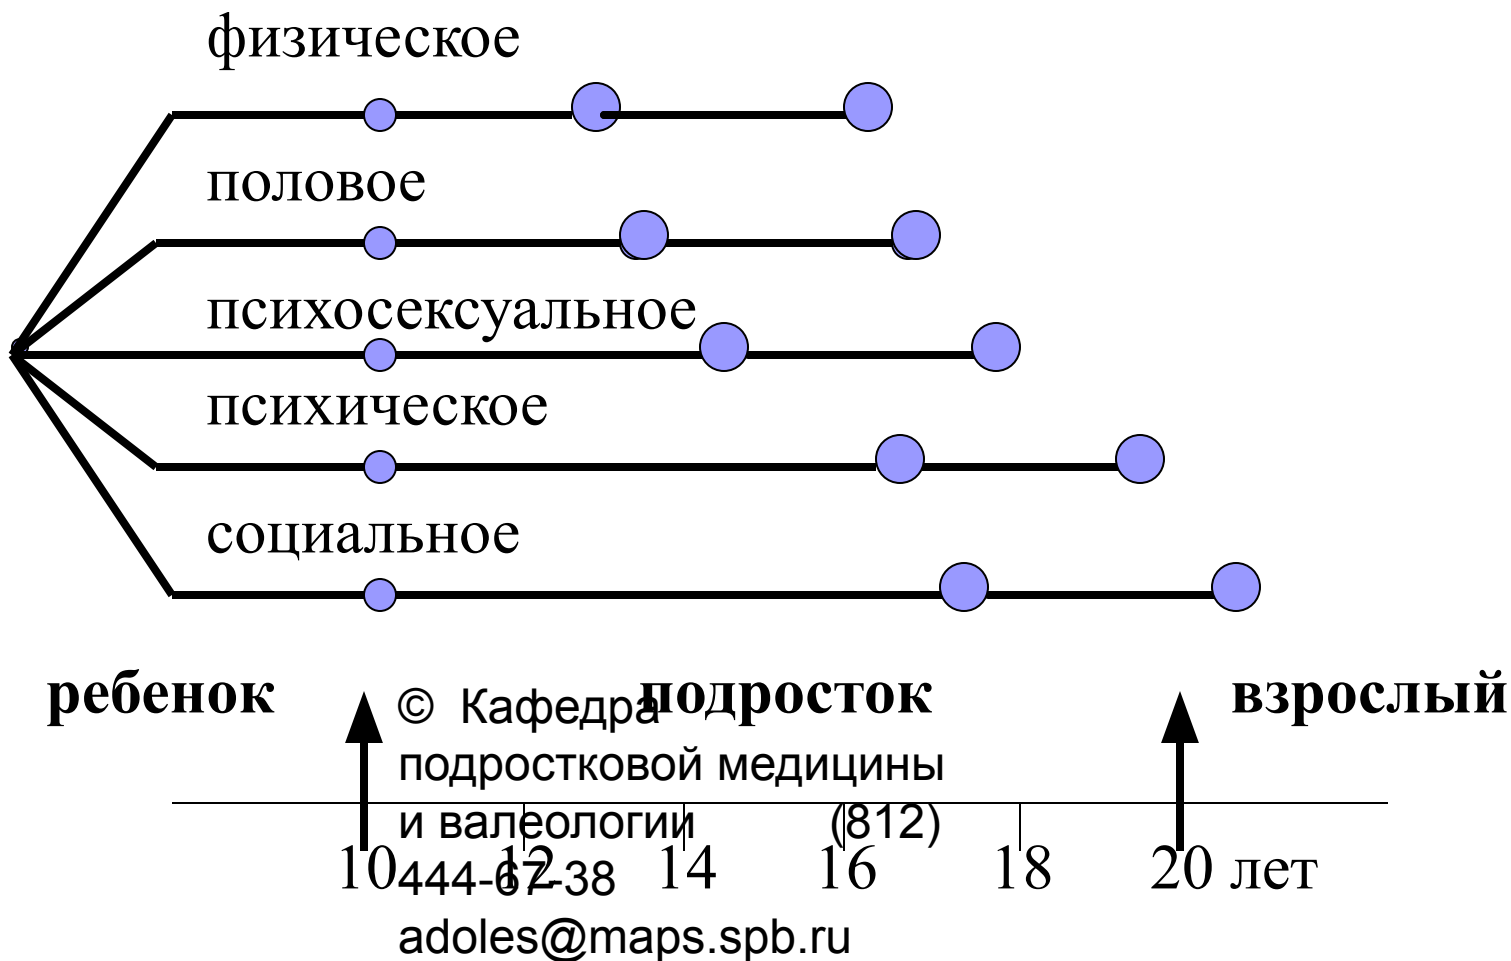 физическое
половое
психосексуальное
психическое
социальное
ребенок
подросток
взрослый
© Кафедра
подростковой медицины
и валеологии (812)
444-67-38
adoles@maps.spb.ru
10 12 14 16 18 20 лет